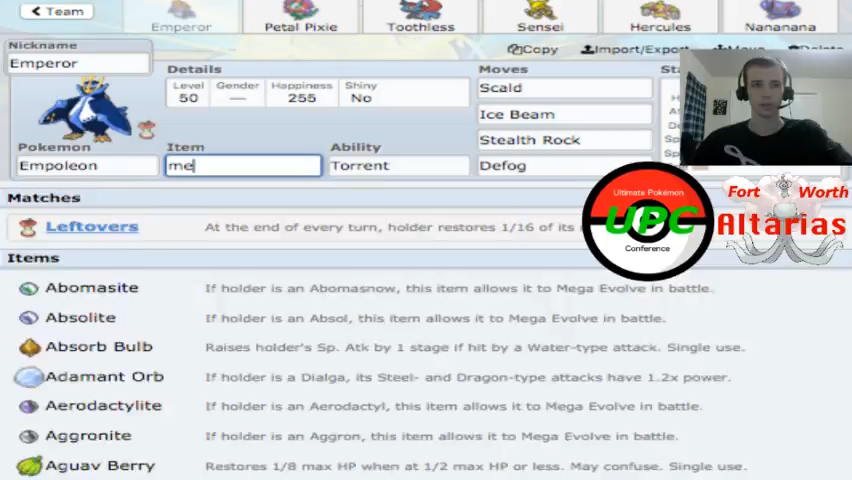 Team
Emperor
Petal Pixie
Toothless
Sensei
Hercules
Nananana
Copy
Import/Export
Move
Delete
Nickname
Emperor
Details
Level
50
Gender
—
Happiness
255
Shiny
No
Moves
Scald
Ice Beam
Stealth Rock
Defog
Pokemon
Empoleon
Item
me
Ability
Torrent
Ultimate Pokémon
UPC
Conference
Fort Worth
Altarias
Matches
Leftovers At the end of every turn, holder restores 1/16 of its
Items
Abomasite If holder is an Abomasnow, this item allows it to Mega Evolve in battle.
Absolite If holder is an Absol, this item allows it to Mega Evolve in battle.
Absorb Bulb Raises holder's Sp. Atk by 1 stage if hit by a Water-type attack. Single use.
Adamant Orb If holder is a Dialga, its Steel- and Dragon-type attacks have 1.2x power.
Aerodactylite If holder is an Aerodactyl, this item allows it to Mega Evolve in battle.
Aggronite If holder is an Aggron, this item allows it to Mega Evolve in battle.
Aguav Berry Restores 1/8 max HP when at 1/2 max HP or less. May confuse. Single use.